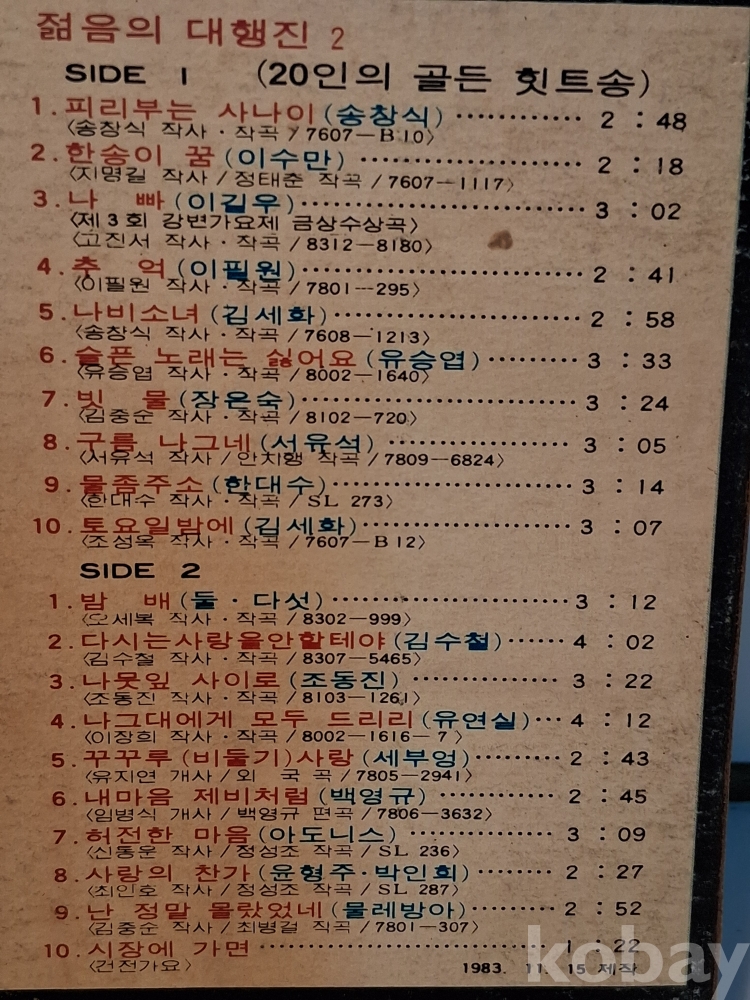 젊음의 대행진 2
SIDE 1 (20인의 골든 힛트송)
1. 피리부는 사나이 (송창식) ············ 2 : 48
〈송창식 작사 · 작곡 / 7607—B 10〉
2. 한송이 꿈 (이수만) ···················· 2 : 18
〈지명길 작사 / 정태춘 작곡 / 7607—1117〉
3. 나 빠 (이길우) ························· 3 : 02
〈제 3 회 강변가요제 금상수상곡〉
〈고진서 작사 · 작곡 / 8312—8180〉
4. 추 억 (이필원) ························· 2 : 41
〈이필원 작사 · 작곡 / 7801—295〉
5. 나비소녀 (김세화) ······················ 2 : 58
〈송창식 작사 · 작곡 / 7608—1213〉
6. 슬픈 노래는 싫어요 (유승엽) ········· 3 : 33
〈유승엽 작사 · 작곡 / 8002—1640〉
7. 빗 물 (장은숙) ························· 3 : 24
〈김중순 작사 · 작곡 / 8102—720〉
8. 구름 나그네 (서유석) ················· 3 : 05
〈서유석 작사 / 안치행 작곡 / 7809—6824〉
9. 물좀주소 (한대수) ······················ 3 : 14
〈한대수 작사 · 작곡 / SL 273〉
10. 토요일밤에 (김세화) ··················· 3 : 07
〈조성목 작사 · 작곡 / 7607—B 12〉
SIDE 2
1. 밤 배 (둘 · 다섯) ······················ 3 : 12
〈오세복 작사 · 작곡 / 8302—999〉
2. 다시는사랑을안할테야 (김수철) ······ 4 : 02
〈김수철 작사 · 작곡 / 8307—5465〉
3. 나뭇잎 사이로 (조동진) ··············· 3 : 22
〈조동진 작사 · 작곡 / 8103—1261〉
4. 나그대에게 모두 드리리 (유연실) ··· 4 : 12
〈이장희 작사 · 작곡 / 8002—1616— 7 〉
5. 꾸꾸루 (비둘기) 사랑 (세부엉) ········· 2 : 43
〈유지연 개사 / 외 국 곡 / 7805—2941〉
6. 내마음 제비처럼 (백영규) ············ 2 : 45
〈임병식 개사 / 백영규 편곡 / 7806—3632〉
7. 허전한 마음 (아도니스) ··············· 3 : 09
〈신동운 작사 / 정성조 작곡 / SL 236〉
8. 사랑의 찬가 (윤형주 · 박인희) ········ 2 : 27
〈최인호 작사 / 정성조 작곡 / SL 287〉
9. 난 정말 몰랐었네 (물레방아) ········· 2 : 52
〈김중순 작사 / 최병걸 작곡 / 7801—307〉
10. 시장에 가면 ······························ 1 : 22
〈건전가요〉
1983. 11. 15 제작
kobay